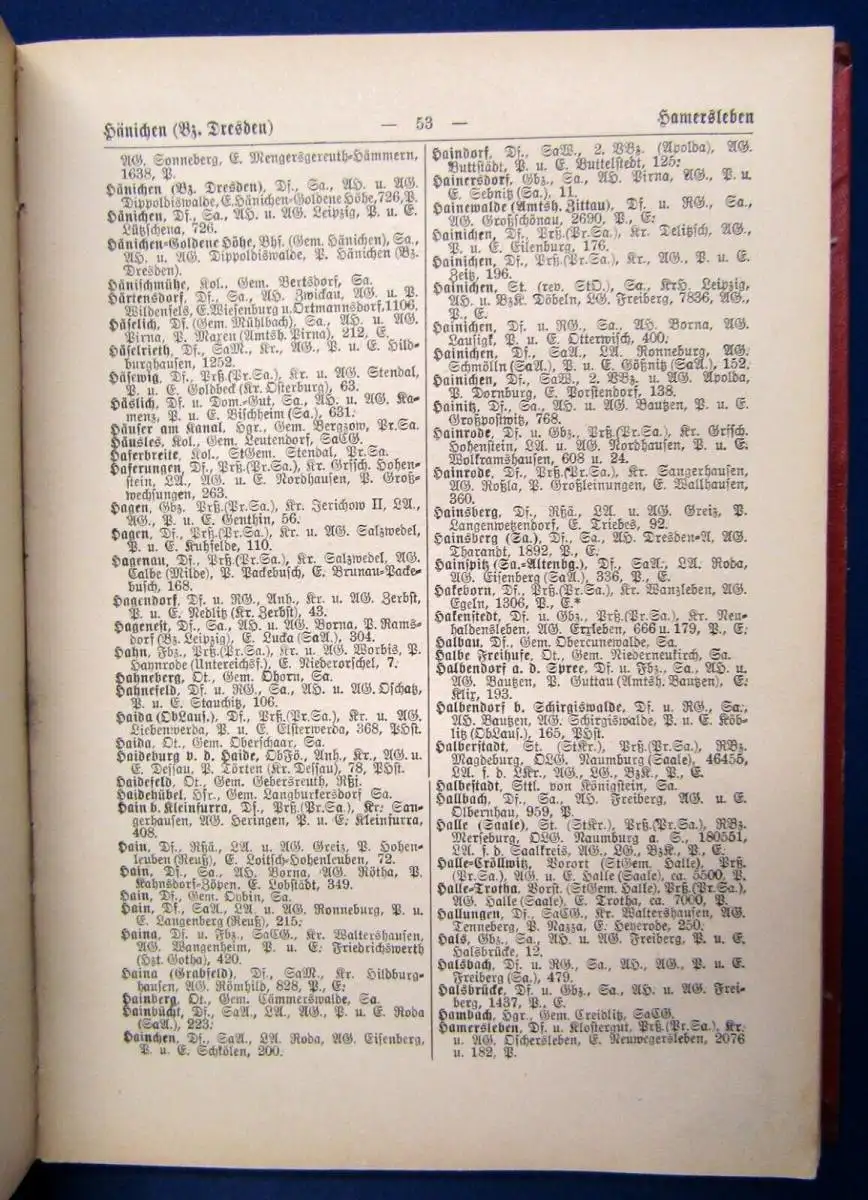 Hänichen (Bz. Dresden)
— 53 —
Hamersleben
AG. Sonneberg, E. Mengersgereuth-Hämmern,
1638, P.
Hänichen (Bz. Dresden), Df., Sa., AH. u. AG.
Dippoldiswalde, E. Hänichen-Goldene Höhe, 726, P.
Hänichen, Df., Sa., AH. u. AG. Leipzig, P. u. E.
Lützschena, 726.
Hänichen-Goldene Höhe, Bhf. (Gem. Hänichen), Sa.,
AH. u. AG. Dippoldiswalde, P. Hänichen (Bz.
Dresden).
Hänischmühe, Kol., Gem. Bertsdorf, Sa.
Härtensdorf, Df., Sa., AH. Zwickau, AG. u. P.
Wildenfels, E. Wiesenburg u. Ortmannsdorf, 1106.
Häselich, Df. (Gem. Mühlbach), Sa., AH. u. AG.
Pirna, P. Maxen (Amtsh. Pirna), 212, E.
Häselrieth, Df., SaM., Kr., AG., P. u. E. Hild-
burghausen, 1252.
Häsewig, Df., Prß. (Pr.Sa.), Kr. u. AG. Stendal,
P. u. E. Goldbeck (Kr. Osterburg), 63.
Häslich, Df. u. Dom.-Gut, Sa., AH. u. AG. Ka-
menz, P. u. E. Bischheim (Sa.), 631.
Häuser am Kanal, Hgr., Gem. Bergzow, Pr.Sa.
Häusles, Kol., Gem. Leutendorf, SaCG.
Haferbreite, Kol., StGem. Stendal, Pr.Sa.
Haferungen, Df., Prß. (Pr.Sa.), Kr. Grfsch. Hohen-
stein, LA., AG. u. E. Nordhausen, P. Groß-
wechsungen, 263.
Hagen, Gbz., Prß. (Pr.Sa.), Kr. Jerichow II, LA.,
AG., P. u. E. Genthin, 56.
Hagen, Df., Prß. (Pr.Sa.), Kr. u. AG. Salzwedel,
P. u. E. Kuhfelde, 110.
Hagenau, Df., Prß. (Pr.Sa.), Kr. Salzwedel, AG.
Calbe (Milde), P. Packebusch, E. Brunau-Packe-
busch, 168.
Hagendorf, Df. u. RG., Anh., Kr. u. AG. Zerbst,
P. u. E. Nedlitz (Kr. Zerbst), 43.
Hagenest, Df., Sa., AH. u. AG. Borna, P. Rams-
dorf (Bz. Leipzig), E. Lucka (SaA.), 304.
Hahn, Fbz., Prß. (Pr.Sa.), Kr. u. AG. Worbis, P.
Haynrode (Untereichsf.), E. Niederorschel, 7.
Hahneberg, Ot., Gem. Ohorn, Sa.
Hahnefeld, Df. u. RG., Sa., AH. u. AG. Oschatz,
P. u. E. Stauchitz, 106.
Haida (ObLaus.), Df., Prß. (Pr.Sa.), Kr. u. AG.
Liebenwerda, P. u. E. Elsterwerda, 368, PHst.
Haida, Ot., Gem. Oberschaar, Sa.
Haideburg v. d. Haide, ObFö., Anh., Kr., AG. u.
E. Dessau, P. Törten (Kr. Dessau), 78, PHst.
Haidefeld, Ot., Gem. Gebersreuth, Rßj.
Haidehübel, Hsr., Gem. Langburkersdorf Sa.
Hain b. Kleinfurra, Df., Prß. (Pr.Sa.), Kr. San-
gerhausen, AG. Heringen, P. u. E. Kleinfurra,
408.
Hain, Df., Rßä., LA. u. AG. Greiz, P. Hohen-
leuben (Reuß), E. Loitsch-Hohenleuben, 72.
Hain, Df., Sa., AH. Borna, AG. Rötha, P.
Kahnsdorf-Zöpen, E. Lobstädt, 349.
Hain, Df., Gem. Oybin, Sa.
Hain, Df., SaA., LA. u. AG. Ronneburg, P. u.
E. Langenberg (Reuß), 215.
Haina, Df. u. Fbz., SaCG., Kr. Waltershausen,
AG. Wangenheim, P. u. E. Friedrichswerth
(Hzt. Gotha), 420.
Haina (Grabfeld), Df., SaM., Kr. Hildburg-
hausen, AG. Römhild, 828, P., E.
Hainberg, Ot., Gem. Cämmerswalde, Sa.
Hainbücht, Df., SaA., LA., AG., P. u. E. Roda
(SaA.), 223.
Hainchen, Df., SaA., LA. Roda, AG. Eisenberg,
P. u. E. Schkölen, 200.
Haindorf, Df., SaW., 2. VBz. (Apolda), AG.
Buttstädt, P. u. E. Buttelstedt, 125.
Hainersdorf, Gbz., Sa., AH. Pirna, AG., P. u.
E. Sebnitz (Sa.), 11.
Hainewalde (Amtsh. Zittau), Df. u. RG., Sa.,
AG. Großschönau, 2690, P., E.
Hainichen, Df., Prß. (Pr.Sa.), Kr. Delitzsch, AG.,
P. u. E. Eilenburg, 176.
Hainichen, Df., Prß. (Pr.Sa.), Kr., AG., P. u. E.
Zeitz, 196.
Hainichen, St. (rev. StO.), Sa., KrH. Leipzig,
AH. u. BzK. Döbeln, LG. Freiberg, 7836, AG.,
P., E.
Hainichen, Df. u. RG., Sa., AH. Borna, AG.
Lausigk, P. u. E. Otterwisch, 400.
Hainichen, Df., SaA., LA. Ronneburg, AG.
Schmölln (SaA.), P. u. E. Gößnitz (SaA.), 152.
Hainichen, Df., SaW., 2. VBz. u. AG. Apolda,
P. Dornburg, E. Porstendorf, 138.
Hainitz, Df., Sa., AH. u. AG. Bautzen, P. u. E.
Großpostwitz, 768.
Hainrode, Df. u. Gbz., Prß. (Pr.Sa.), Kr. Grfsch.
Hohenstein, LA. u. AG. Nordhausen, P. u. E.
Wolkramshausen, 608 u. 24.
Hainrode, Df., Prß. (Pr.Sa.), Kr. Sangerhausen,
AG. Roßla, P. Großleinungen, E. Wallhausen,
360.
Hainsberg, Df., Rßä., LA. u. AG. Greiz, P.
Langenwetzendorf, E. Triebes, 92.
Hainsberg (Sa.), Df., Sa., AH. Dresden-A, AG.
Tharandt, 1892, P., E.
Hainspitz (Sa.-Altenbg.), Df., SaA., LA. Roda,
AG. Eisenberg (SaA.), 336, P., E.
Hakeborn, Df., Prß. (Pr.Sa.), Kr. Wanzleben, AG.
Egeln, 1306, P., E.*
Hakenstedt, Df. u. Gbz., Prß. (Pr.Sa.), Kr. Neu-
haldensleben, AG. Erxleben, 666 u. 179, P., E.
Halbau, Df., Gem. Obercunewalde, Sa.
Halbe Freihufe, Ot., Gem. Niederneukirch, Sa.
Halbendorf a. d. Spree, Df. u. Fbz., Sa., AH. u.
AG. Bautzen, P. Guttau (Amtsh. Bautzen), E.
Klix, 193.
Halbendorf b. Schirgiswalde, Df. u. RG., Sa.,
AH. Bautzen, AG. Schirgiswalde, P. u. E. Köb-
litz (ObLaus.), 165, PHst.
Halberstadt, St. (StKr.), Prß. (Pr.Sa.), RBz.
Magdeburg, OLG. Naumburg (Saale), 46455,
LA. f. d. LKr., AG., LG., BzK., P., E.
Halbestadt, Sttl. von Königstein, Sa.
Hallbach, Df., Sa., AH. Freiberg, AG. u. E.
Olbernhau, 959, P.
Halle (Saale), St. (StKr.), Prß. (Pr.Sa.), RBz.
Merseburg, OLG. Naumburg a. S., 180551,
LA. f. d. Saalkreis, AG., LG., BzK., P., E.
Halle-Cröllwitz, Vorort (StGem. Halle), Prß.
(Pr.Sa.), AG. u. E. Halle (Saale), ca. 5500, P.
Halle-Trotha, Vorst. (StGem. Halle), Prß. (Pr.Sa.),
AG. Halle (Saale), E. Trotha, ca. 7000, P.
Hallungen, Df., SaCG., Kr. Waltershausen, AG.
Tenneberg, P. Nazza, E. Heyerode, 250.
Hals, Gbz., Sa., AH. u. AG. Freiberg, P. u. E.
Halsbrücke, 12.
Halsbach, Df. u. RG., Sa., AH., AG., P. u. E.
Freiberg (Sa.), 479.
Halsbrücke, Df. u. Gbz., Sa., AH. u. AG. Frei-
berg, 1437, P., E.
Hambach, Hgr., Gem. Creidlitz, SaCG.
Hamersleben, Df. u. Klostergut, Prß. (Pr.Sa.), Kr.
u. AG. Oschersleben, E. Neuwegersleben, 2076
u. 182, P.